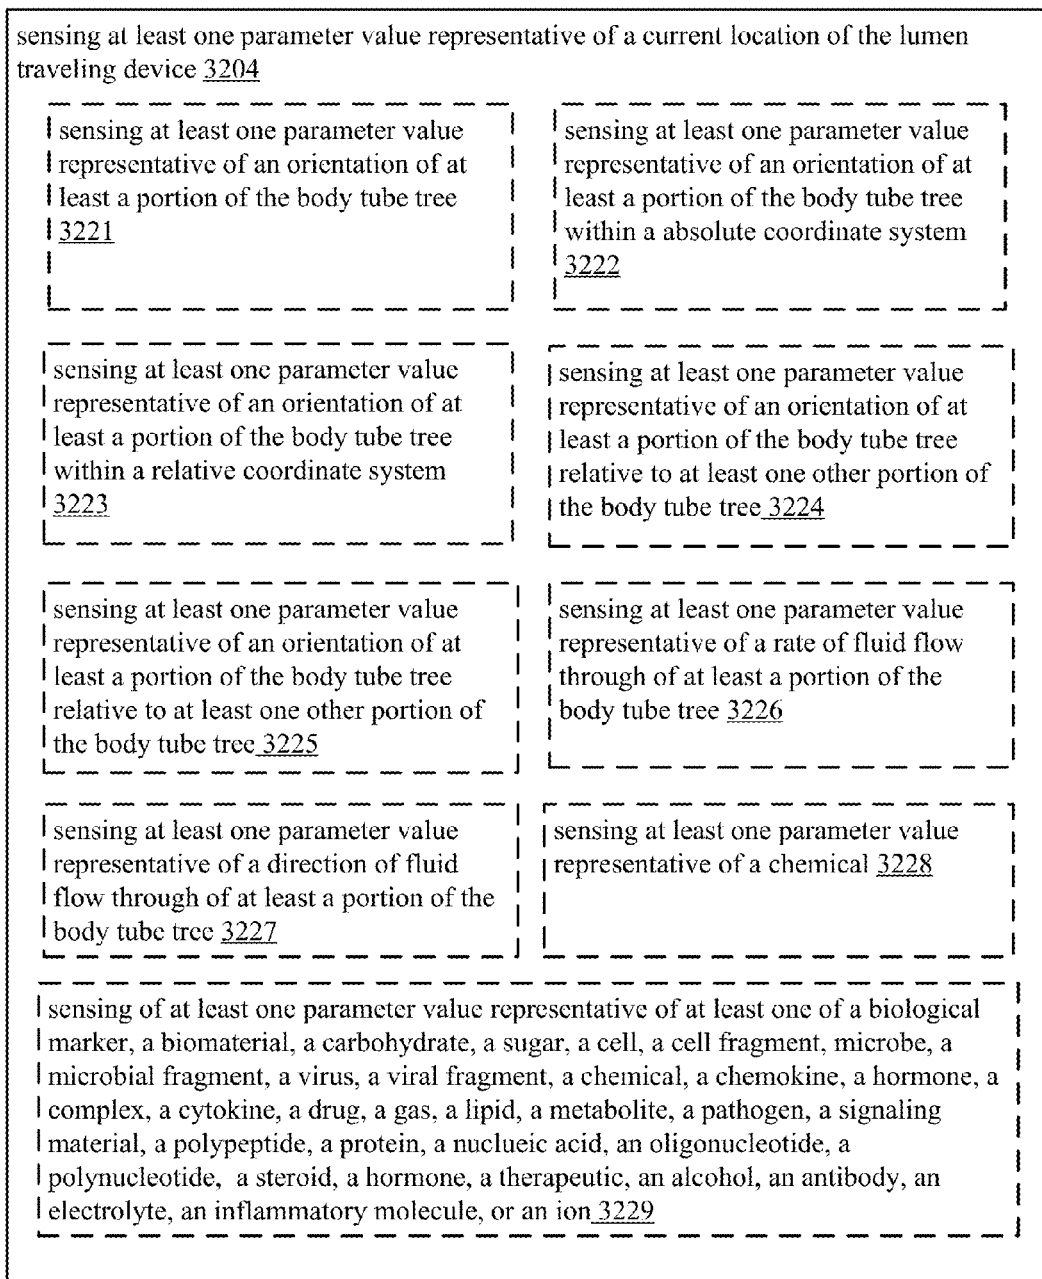 sensing at least one parameter value representative of a current location of the lumen
traveling device 3204
sensing at least one parameter value
representative of an orientation of at
least a portion of the body tube tree
3221
sensing at least one parameter value
representative of an orientation of at
least a portion of the body tube tree
within a absolute coordinate system
3222
sensing at least one parameter value
representative of an orientation of at
least a portion of the body tube tree
within a relative coordinate system
3223
sensing at least one parameter value
representative of an orientation of at
least a portion of the body tube tree
relative to at least one other portion of
the body tube tree 3224
sensing at least one parameter value
representative of an orientation of at
least a portion of the body tube tree
relative to at least one other portion of
the body tube tree 3225
sensing at least one parameter value
representative of a rate of fluid flow
through of at least a portion of the
body tube tree 3226
sensing at least one parameter value
representative of a direction of fluid
flow through of at least a portion of the
body tube tree 3227
sensing at least one parameter value
representative of a chemical 3228
sensing of at least one parameter value representative of at least one of a biological
marker, a biomaterial, a carbohydrate, a sugar, a cell, a cell fragment, microbe, a
microbial fragment, a virus, a viral fragment, a chemical, a chemokine, a hormone, a
complex, a cytokine, a drug, a gas, a lipid, a metabolite, a pathogen, a signaling
material, a polypeptide, a protein, a nuclueic acid, an oligonucleotide, a
polynucleotide, a steroid, a hormone, a therapeutic, an alcohol, an antibody, an
electrolyte, an inflammatory molecule, or an ion 3229